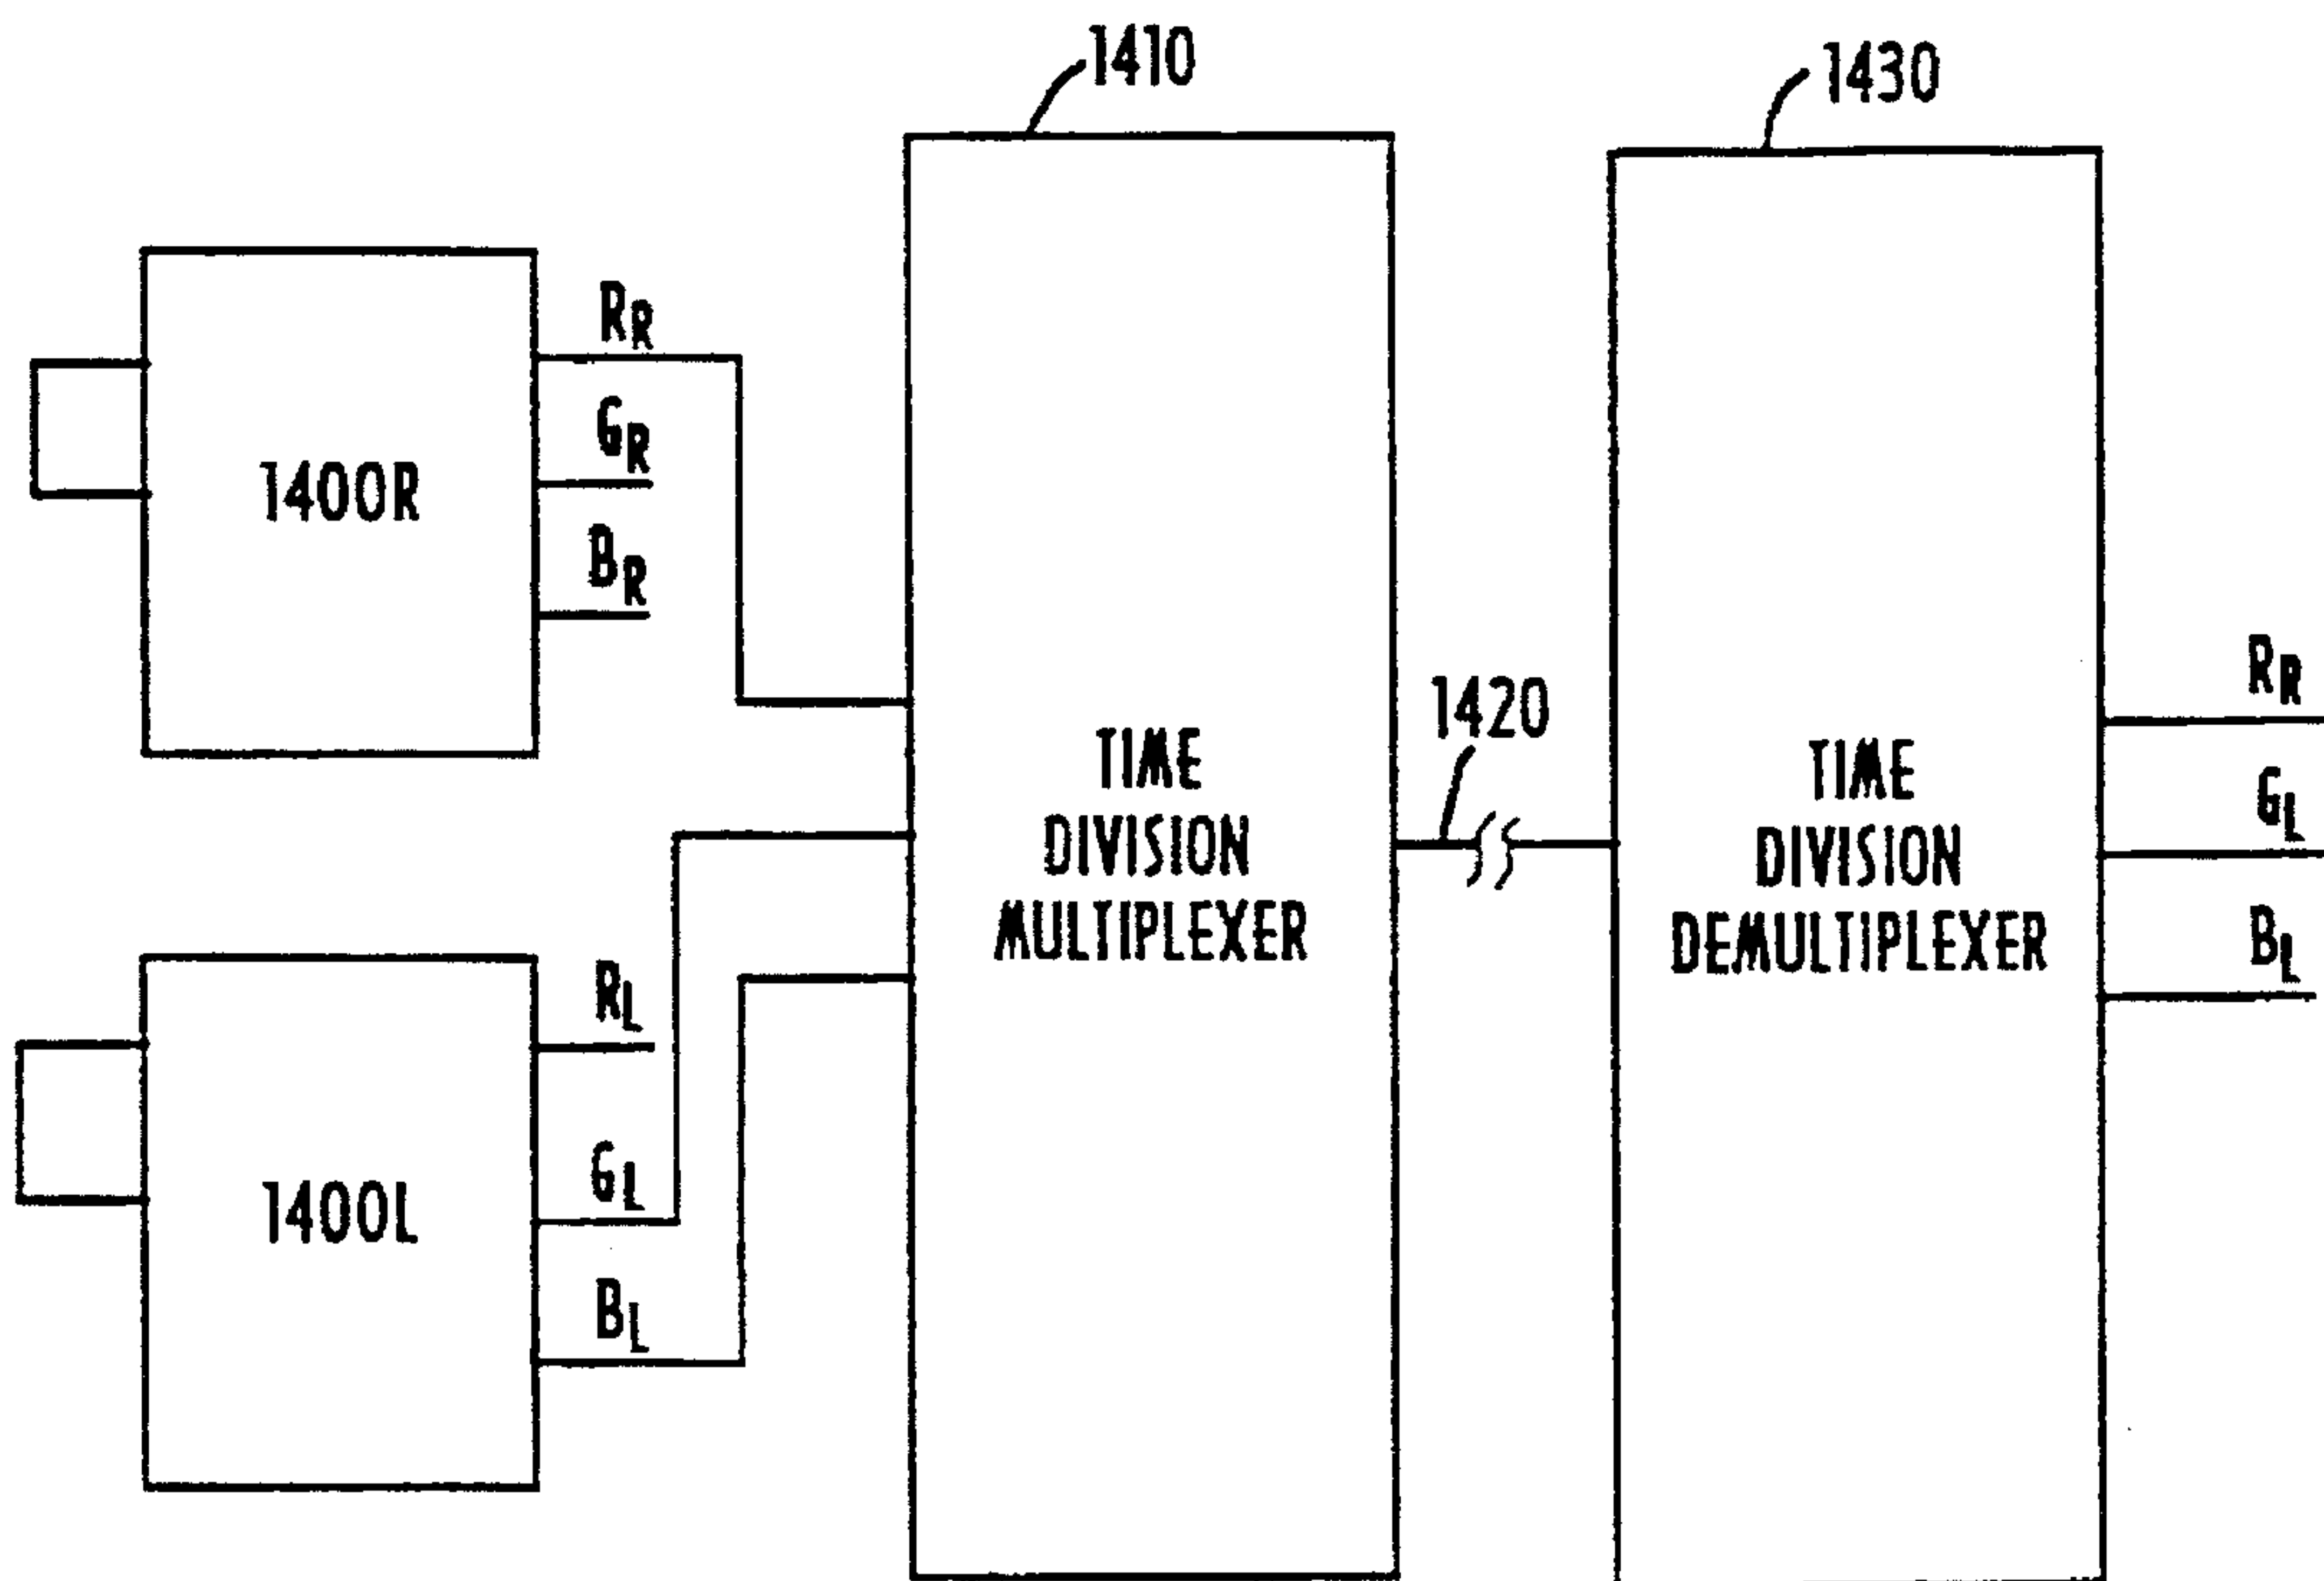 1410
1430
RR
GR
BR
1400R
1420
TIME
DIVISION
MULTIPLEXER
TIME
DIVISION
DEMULTIPLEXER
RR
GL
BL
RL
GL
BL
1400L